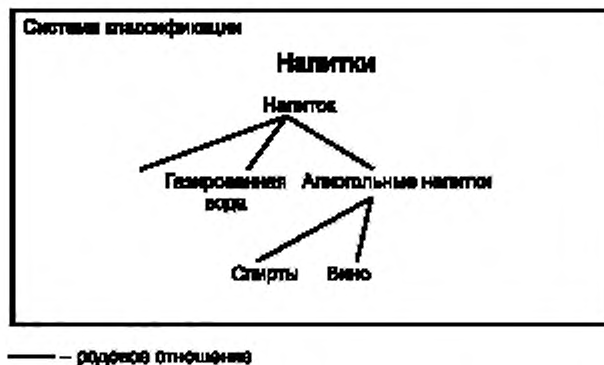 Система классификации
Напитки
Напиток
Газированная
вода
Алкогольные напитки
Спирты
Вино
— родовое отношение